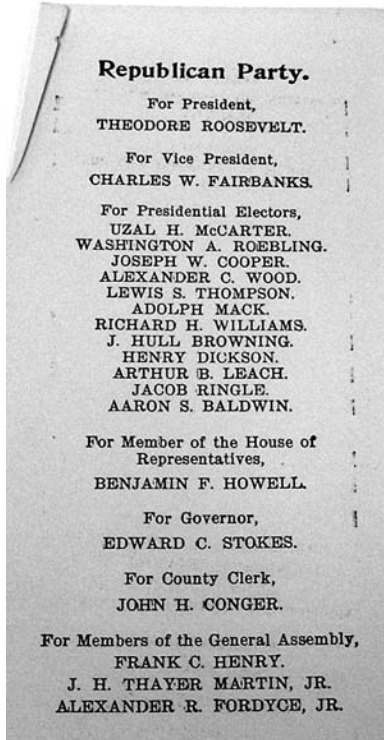 Republican Party.
For President,
THEODORE ROOSEVELT.
For Vice President,
CHARLES W. FAIRBANKS.
For Presidential Electors,
UZAL H. McCARTER.
WASHINGTON A. ROEBLING.
JOSEPH W. COOPER.
ALEXANDER C. WOOD.
LEWIS S. THOMPSON.
ADOLPH MACK.
RICHARD H. WILLIAMS.
J. HULL BROWNING.
HENRY DICKSON.
ARTHUR B. LEACH.
JACOB RINGLE.
AARON S. BALDWIN.
For Member of the House of
Representatives,
BENJAMIN F. HOWELL.
For Governor,
EDWARD C. STOKES.
For County Clerk,
JOHN H. CONGER.
For Members of the General Assembly,
FRANK C. HENRY.
J. H. THAYER MARTIN, JR.
ALEXANDER R. FORDYCE, JR.